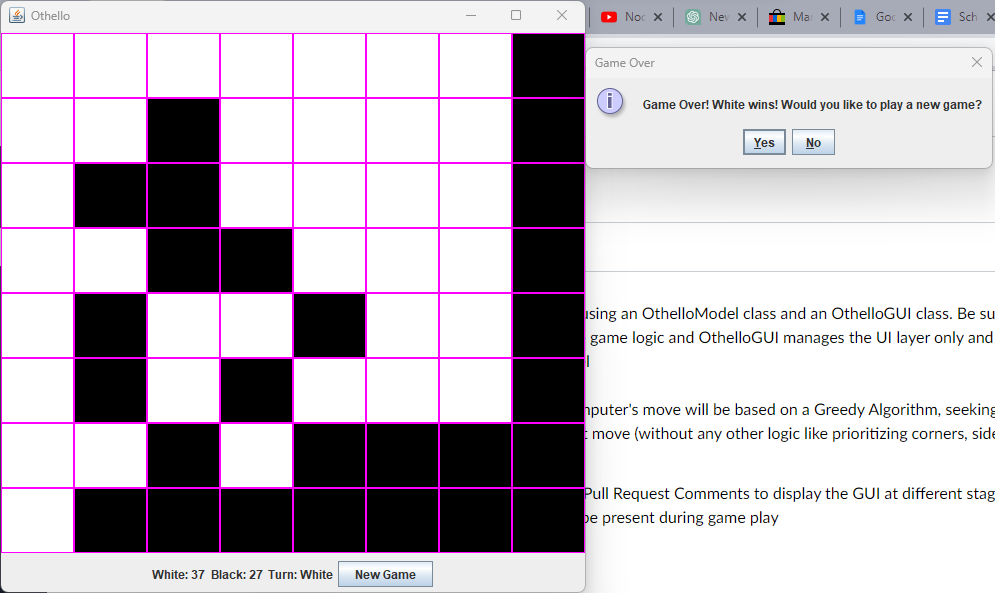 Othello
Noc
Nev
Mai
Goc
Sch
Game Over
Game Over! White wins! Would you like to play a new game?
Yes
No
using an OthelloModel class and an OthelloGUI class. Be su
game logic and OthelloGUI manages the UI layer only and
puter's move will be based on a Greedy Algorithm, seeking
move (without any other logic like prioritizing corners, side
Pull Request Comments to display the GUI at different stag
be present during game play
White: 37 Black: 27 Turn: White
New Game